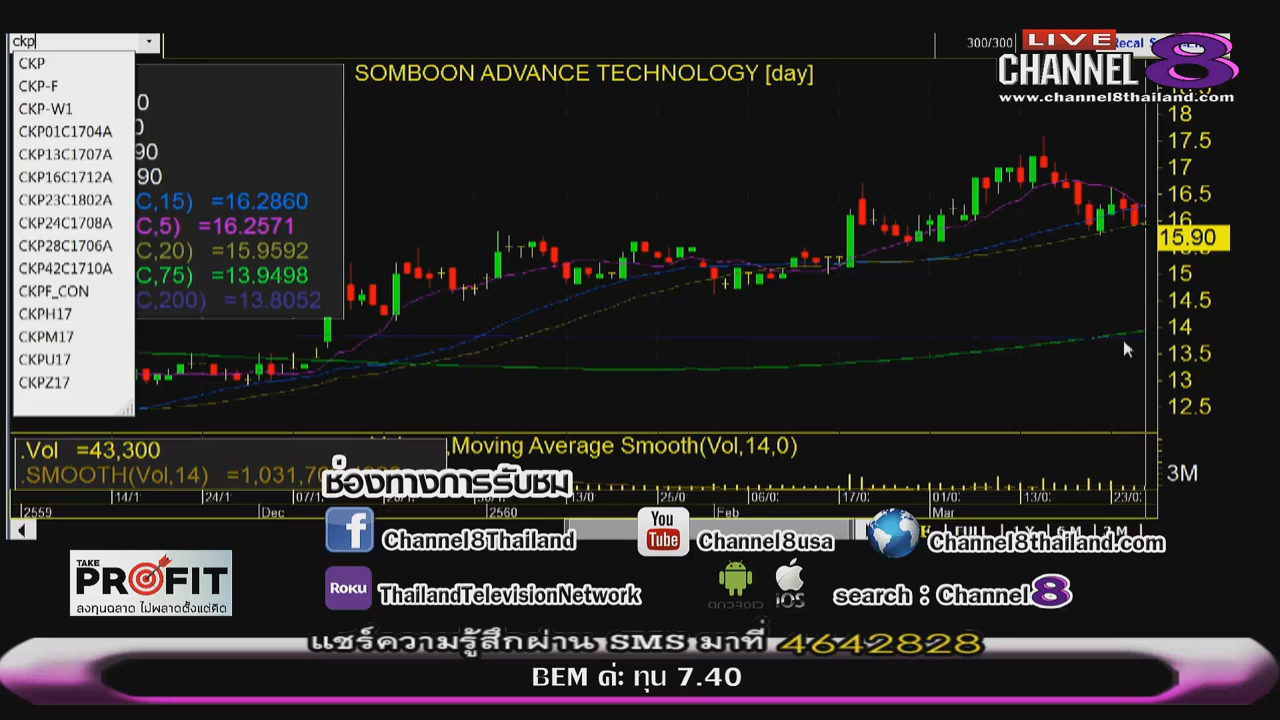 ckp
300/300
LIVE
CHANNEL 8
www.channel8thailand.com
CKP
CKP-F
CKP-W1
CKP01C1704A
CKP13C1707A
CKP16C1712A
CKP23C1802A
CKP24C1708A
CKP28C1706A
CKP42C1710A
CKPF_CON
CKPH17
CKPM17
CKPU17
CKPZ17
SOMBOON ADVANCE TECHNOLOGY [day]
C,15) =16.2860
C,5) =16.2571
C,20) =15.9592
C,75) =13.9498
C,200) =13.8052
18
17.5
17
16.5
16
15.90
15
14.5
14
13.5
13
12.5
.Vol =43,300
,Moving Average Smooth(Vol,14,0)
.SMOOTH(Vol,14) =1,031,70
3M
14/1 24/1 07/1 25/0 06/0 17/0 01/0 13/0 23/0
2559 Dec 2560 Feb Mar
ช่องทางการรับชม
Channel8Thailand
You Tube Channel8usa
Channel8thailand.com
ROKU ThailandTelevisionNetwork
iOS
search : Channel 8
TAKE PROFIT
ลงทุนฉลาด ไม่พลาดตั้งแต่คิด
แชร์ความรู้สึกผ่าน SMS มาที่ 4642828
BEM ค่ะ ทุน 7.40